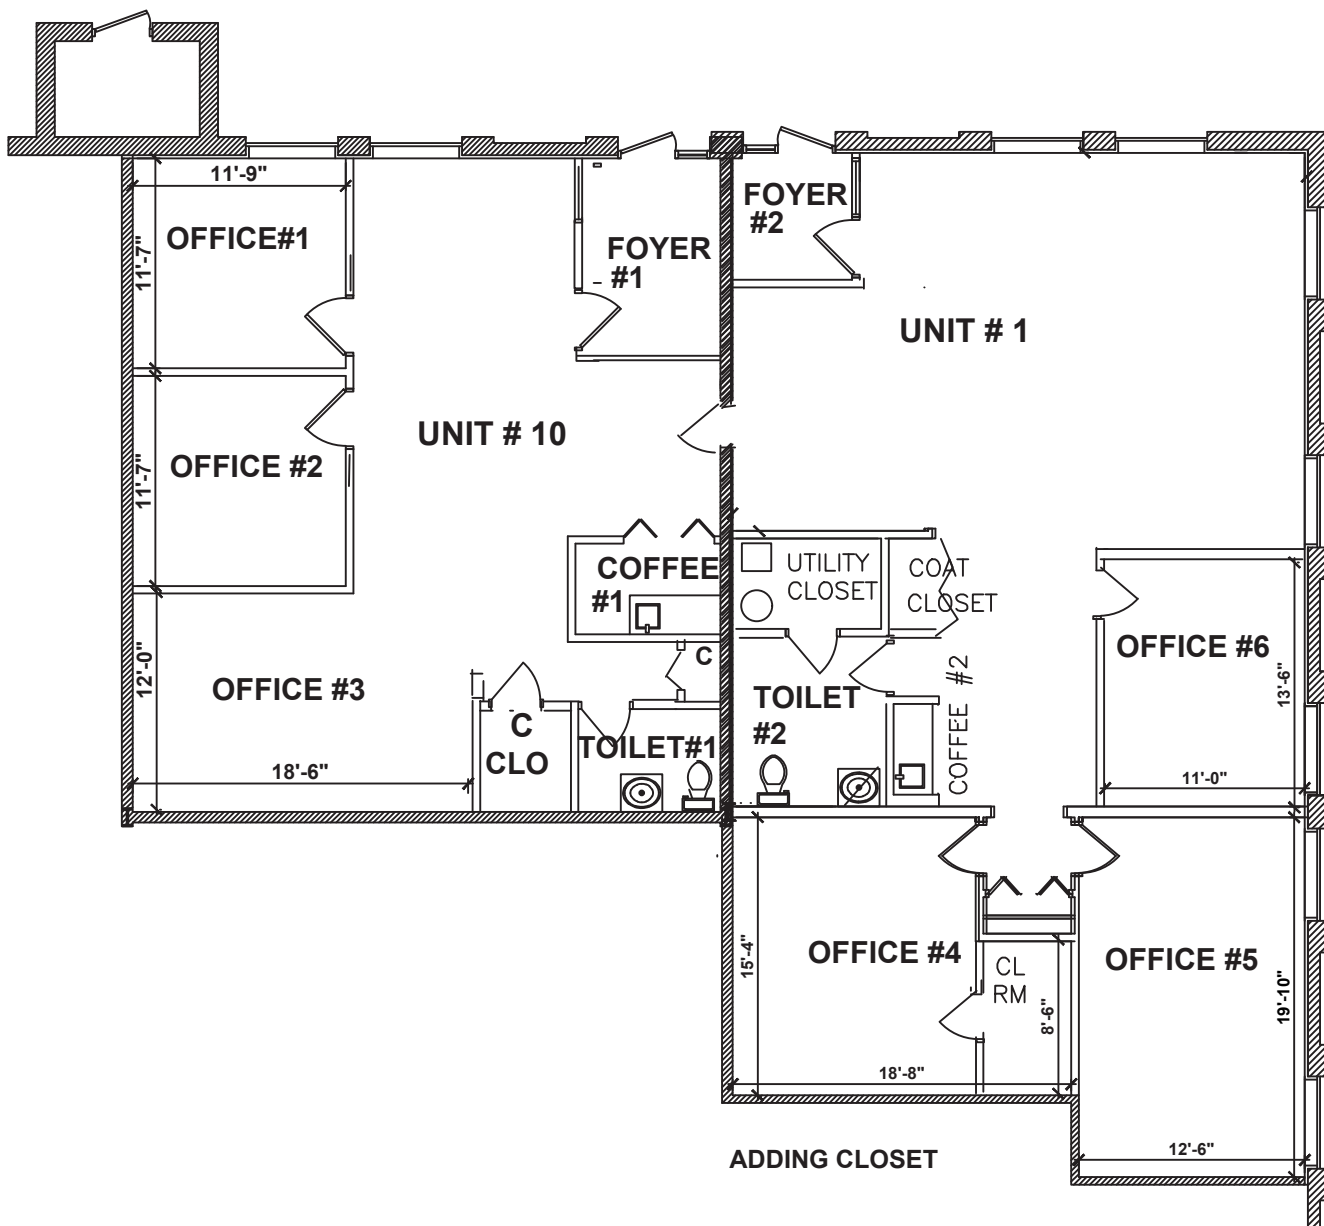 11'-9"
OFFICE#1
11'-7"
FOYER
#1
FOYER
#2
UNIT # 1
UNIT # 10
OFFICE #2
11'-7"
COFFEE
#1
UTILITY
CLOSET
COAT
CLOSET
OFFICE #6
13'-6"
11'-0"
12'-0"
OFFICE #3
18'-6"
C
C
CLO
TOILET#1
TOILET
#2
COFFEE #2
OFFICE #4
15'-4"
18'-8"
CL
RM
8'-6"
OFFICE #5
19'-10"
12'-6"
ADDING CLOSET